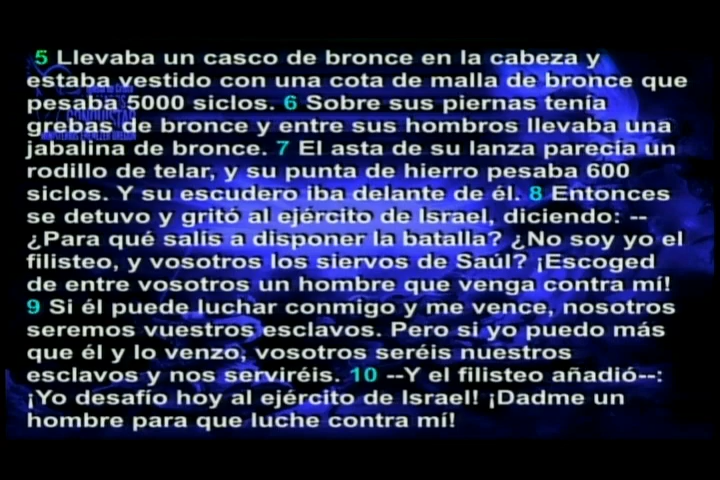 5 Llevaba un casco de bronce en la cabeza y
estaba vestido con una cota de malla de bronce que
pesaba 5000 siclos. 6 Sobre sus piernas tenía
grebas de bronce y entre sus hombros llevaba una
jabalina de bronce. 7 El asta de su lanza parecía un
rodillo de telar, y su punta de hierro pesaba 600
siclos. Y su escudero iba delante de él. 8 Entonces
se detuvo y gritó al ejército de Israel, diciendo: --
¿Para qué salís a disponer la batalla? ¿No soy yo el
filisteo, y vosotros los siervos de Saúl? ¡Escoged
de entre vosotros un hombre que venga contra mí!
9 Si él puede luchar conmigo y me vence, nosotros
seremos vuestros esclavos. Pero si yo puedo más
que él y lo venzo, vosotros seréis nuestros
esclavos y nos serviréis. 10 --Y el filisteo añadió--:
¡Yo desafío hoy al ejército de Israel! ¡Dadme un
hombre para que luche contra mí!